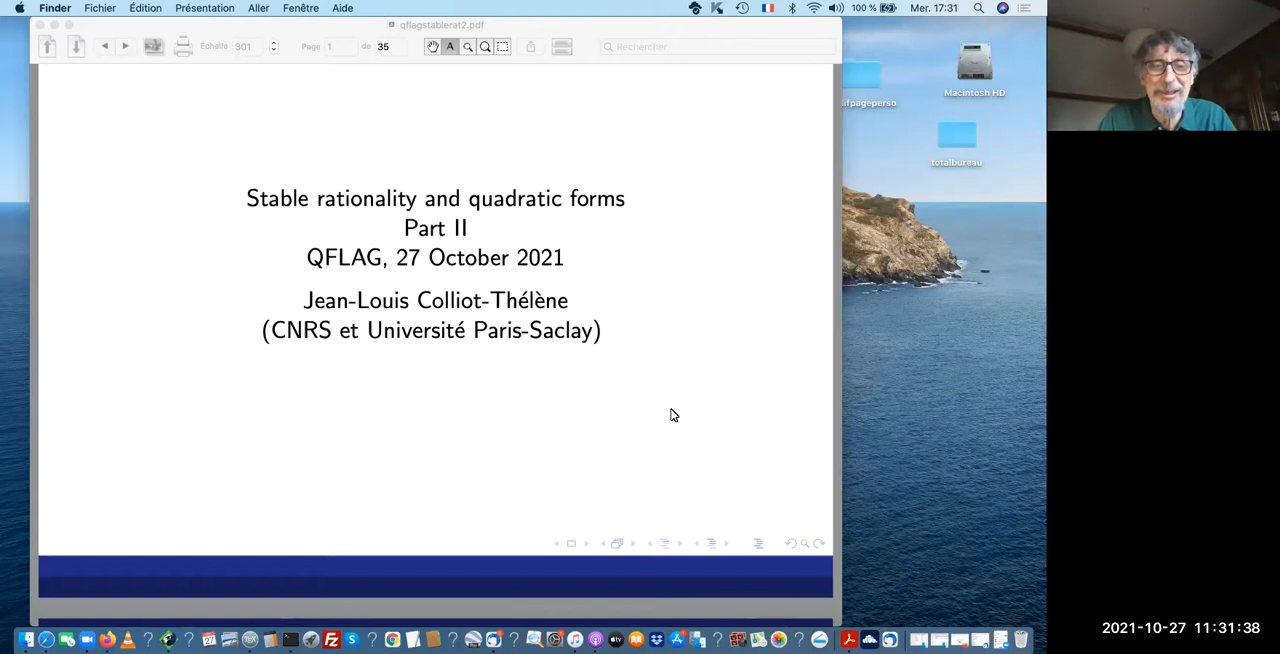 Finder Fichier Édition Présentation Aller Fenêtre Aide
100 % Mer. 17:31
qflagstablerat2.pdf
Échelle 301 Page 1 de 35 Rechercher
Macintosh HD
lifpageperso
totalbureau
Stable rationality and quadratic forms
Part II
QFLAG, 27 October 2021
Jean-Louis Colliot-Thélène
(CNRS et Université Paris-Saclay)
2021-10-27 11:31:38